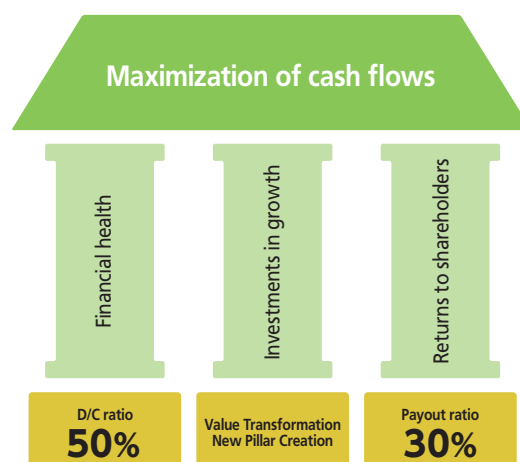 Maximization of cash flows
Financial health
Investments in growth
Returns to shareholders
D/C ratio
50%
Value Transformation
New Pillar Creation
Payout ratio
30%